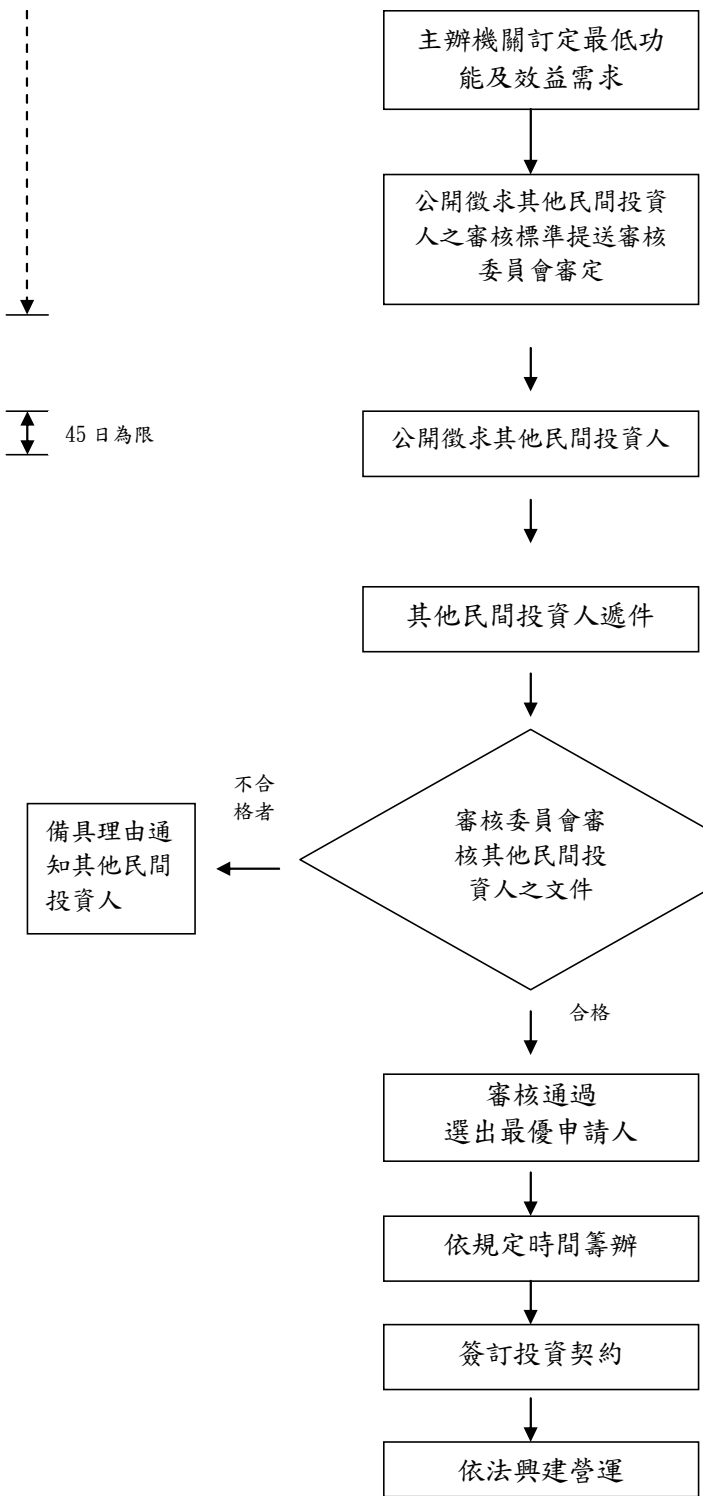 主辦機關訂定最低功
能及效益需求
公開徵求其他民間投資
人之審核標準提送審核
委員會審定
45 日為限
公開徵求其他民間投資人
其他民間投資人遞件
不合
格者
備具理由通
知其他民間
投資人
審核委員會審
核其他民間投
資人之文件
合格
審核通過
選出最優申請人
依規定時間籌辦
簽訂投資契約
依法興建營運